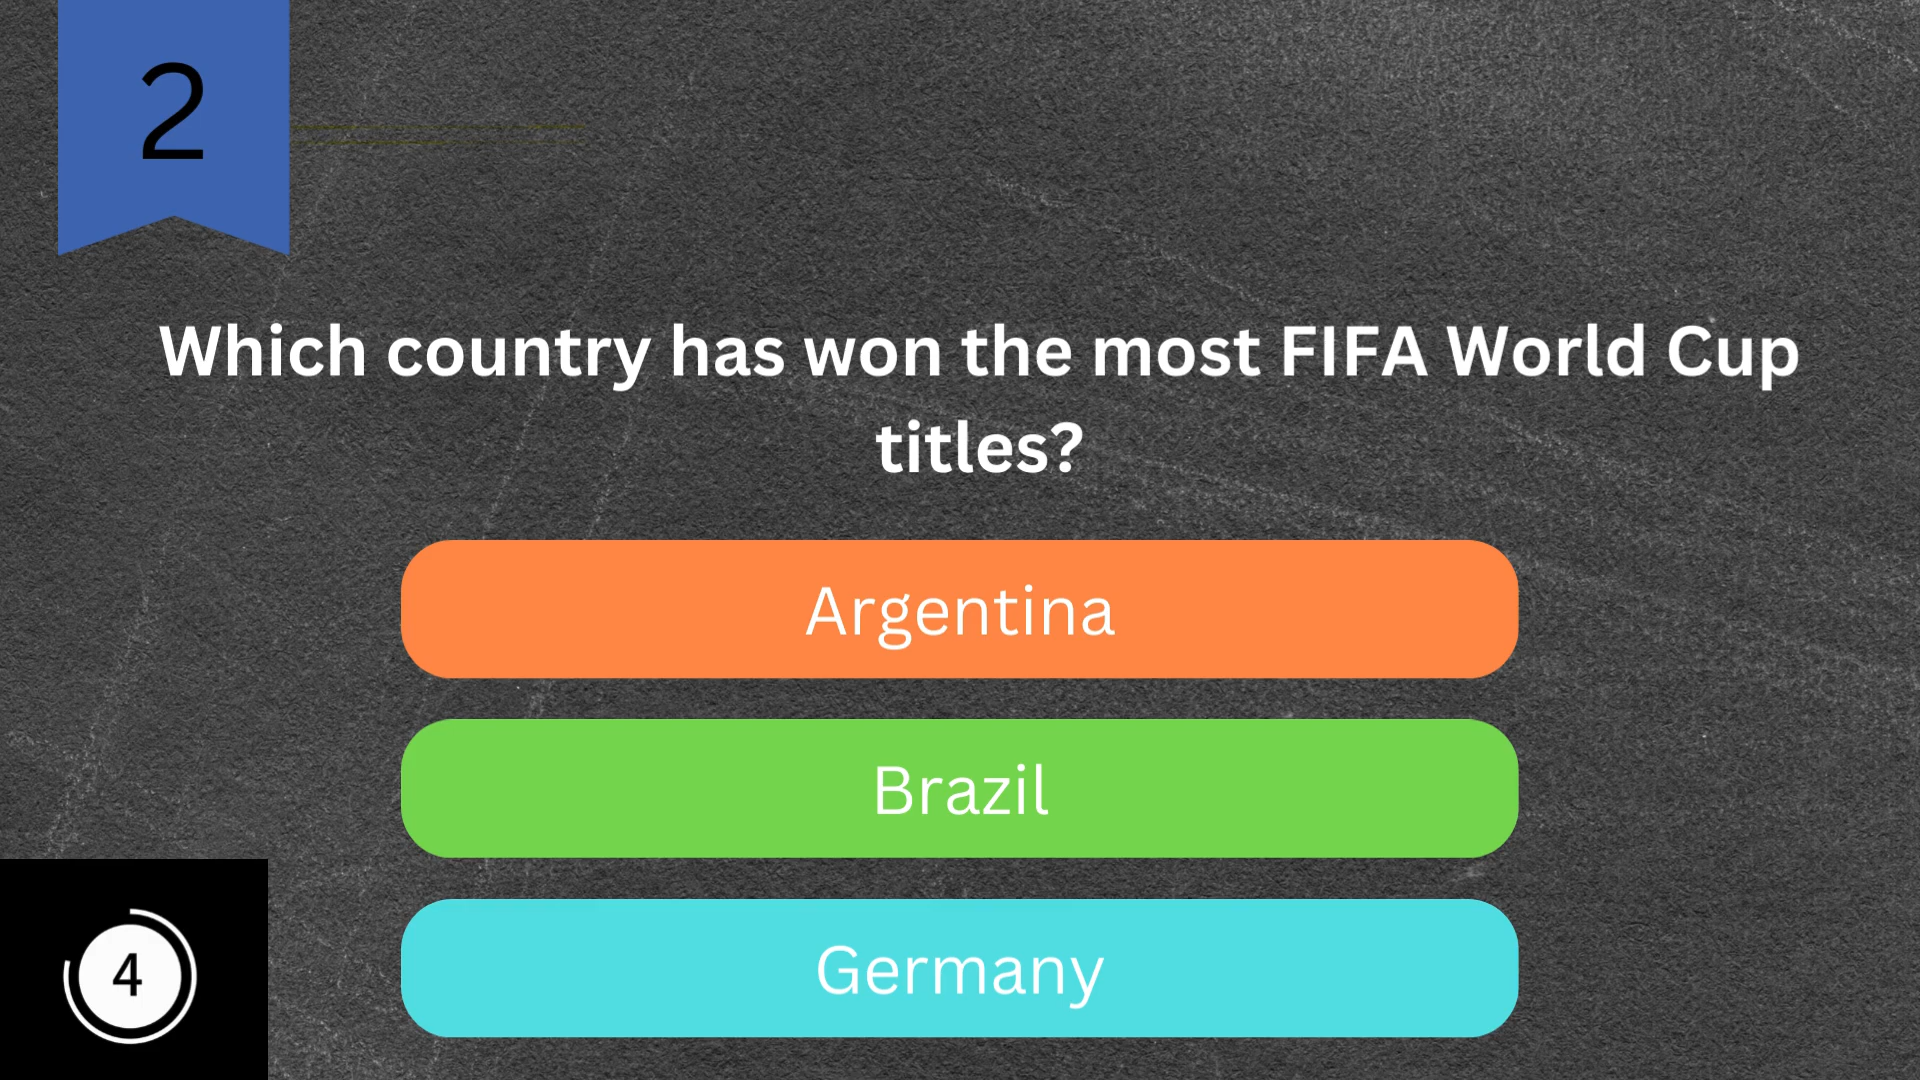 2
Which country has won the most FIFA World Cup
titles?
Argentina
Brazil
Germany
4